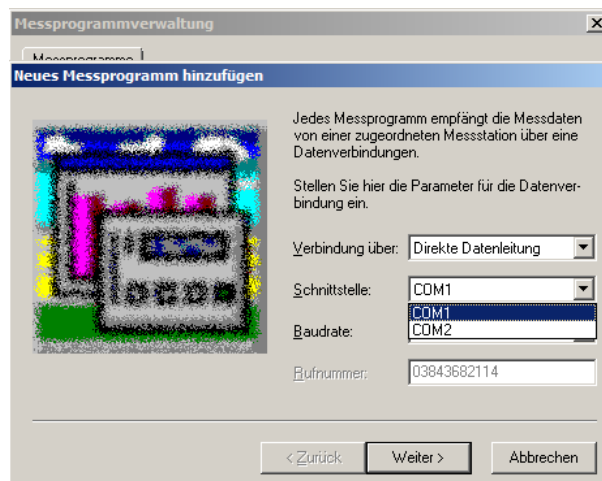 Messprogrammverwaltung
Messprogramme
Neues Messprogramm hinzufügen
Jedes Messprogramm empfängt die Messdaten
von einer zugeordneten Messstation über eine
Datenverbindungen.
Stellen Sie hier die Parameter für die Datenver-
bindung ein.
Verbindung über: Direkte Datenleitung
Schnittstelle: COM1
COM1
COM2
Baudrate:
Rufnummer: 03843682114
< Zurück Weiter > Abbrechen